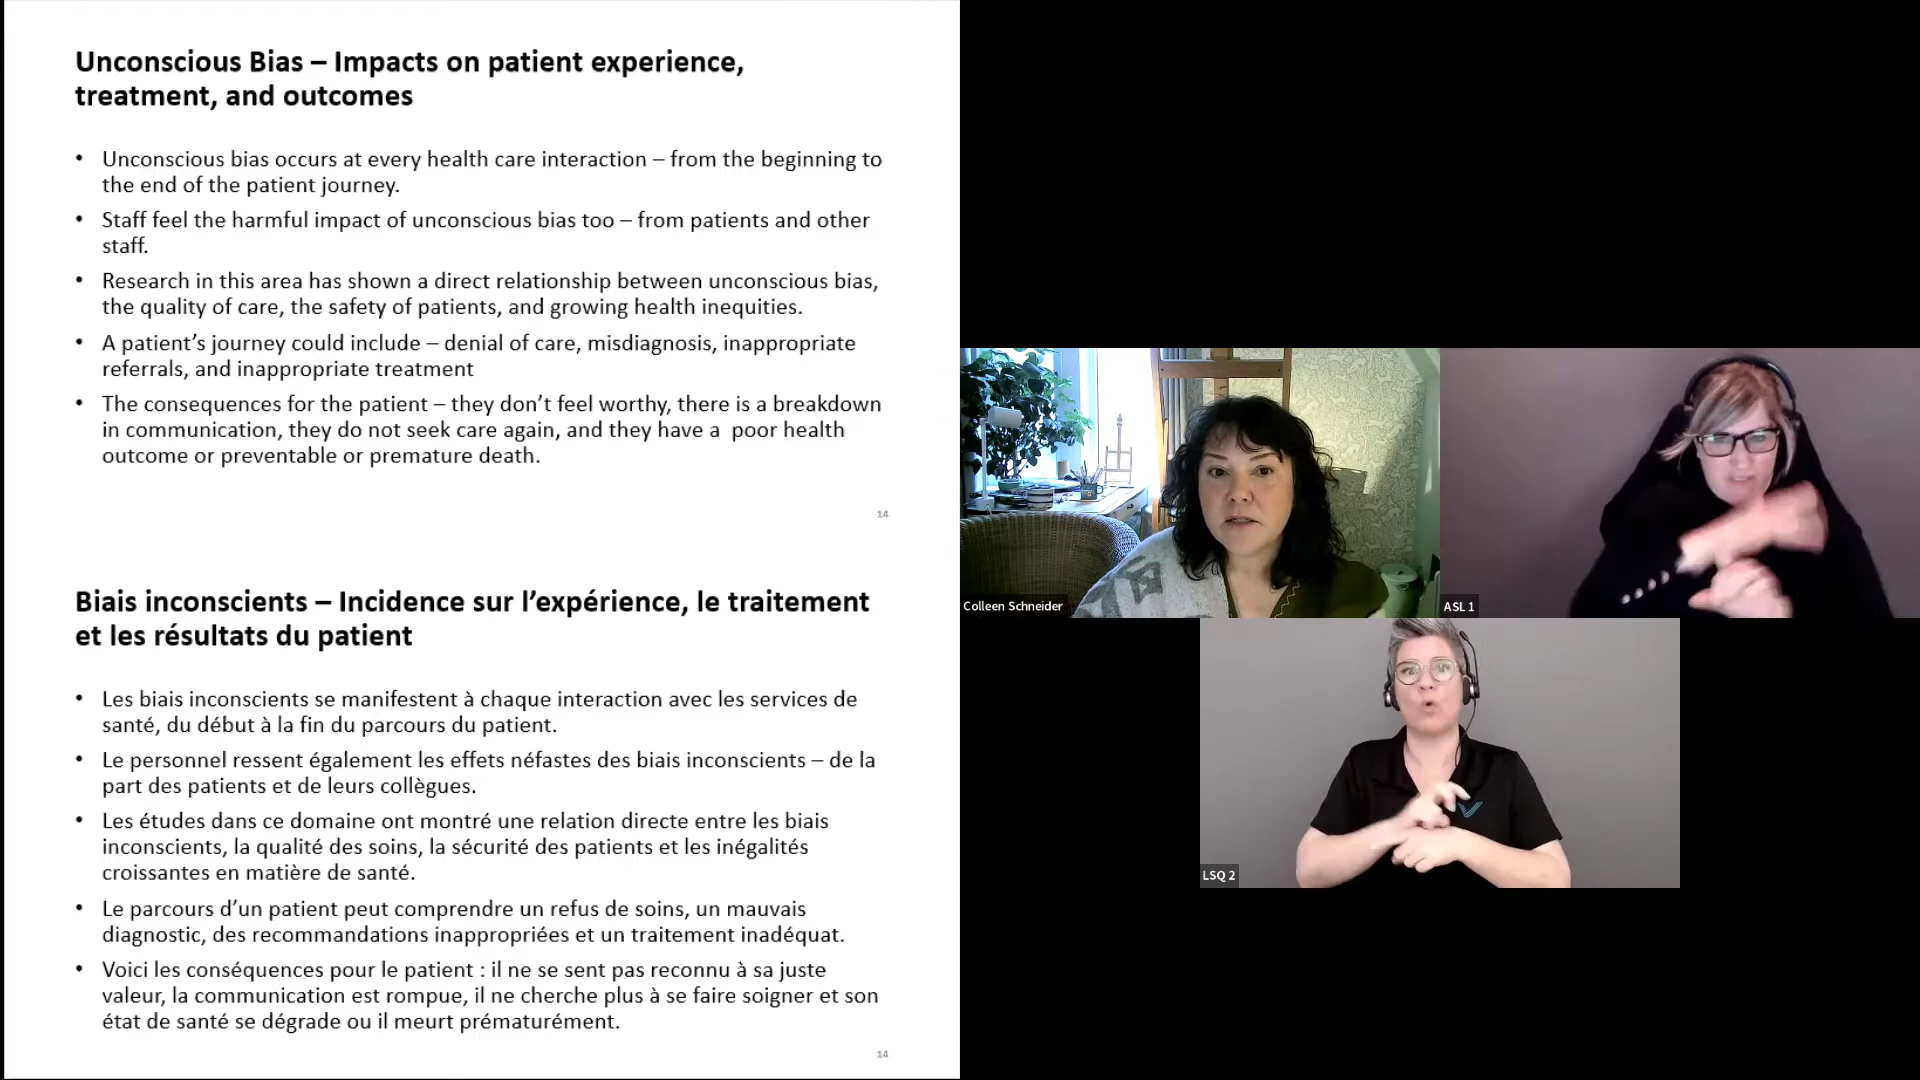 Unconscious Bias – Impacts on patient experience,
treatment, and outcomes
• Unconscious bias occurs at every health care interaction – from the beginning to
the end of the patient journey.
• Staff feel the harmful impact of unconscious bias too – from patients and other
staff.
• Research in this area has shown a direct relationship between unconscious bias,
the quality of care, the safety of patients, and growing health inequities.
• A patient’s journey could include – denial of care, misdiagnosis, inappropriate
referrals, and inappropriate treatment
• The consequences for the patient – they don’t feel worthy, there is a breakdown
in communication, they do not seek care again, and they have a  poor health
outcome or preventable or premature death.
14
Biais inconscients – Incidence sur l’expérience, le traitement
et les résultats du patient
• Les biais inconscients se manifestent à chaque interaction avec les services de
santé, du début à la fin du parcours du patient.
• Le personnel ressent également les effets néfastes des biais inconscients – de la
part des patients et de leurs collègues.
• Les études dans ce domaine ont montré une relation directe entre les biais
inconscients, la qualité des soins, la sécurité des patients et les inégalités
croissantes en matière de santé.
• Le parcours d’un patient peut comprendre un refus de soins, un mauvais
diagnostic, des recommandations inappropriées et un traitement inadéquat.
• Voici les conséquences pour le patient : il ne se sent pas reconnu à sa juste
valeur, la communication est rompue, il ne cherche plus à se faire soigner et son
état de santé se dégrade ou il meurt prématurément.
14
Colleen Schneider
ASL 1
LSQ 2